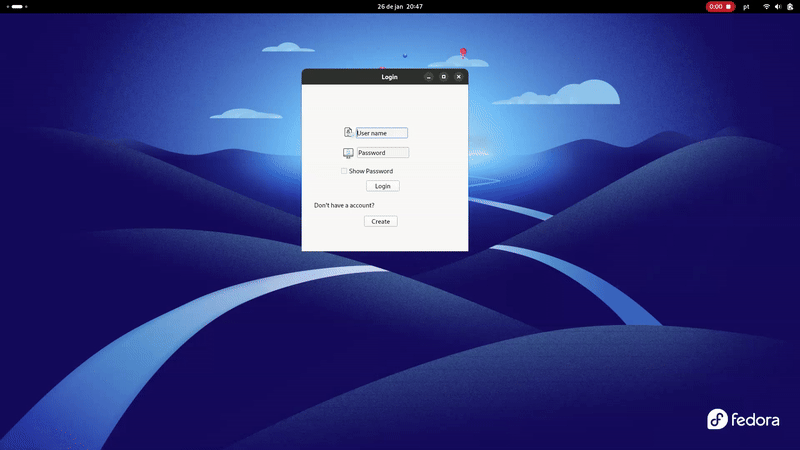 26 de jan 20:47
0:00
pt
Login
User name
Password
Show Password
Login
Don't have a account?
Create
fedora